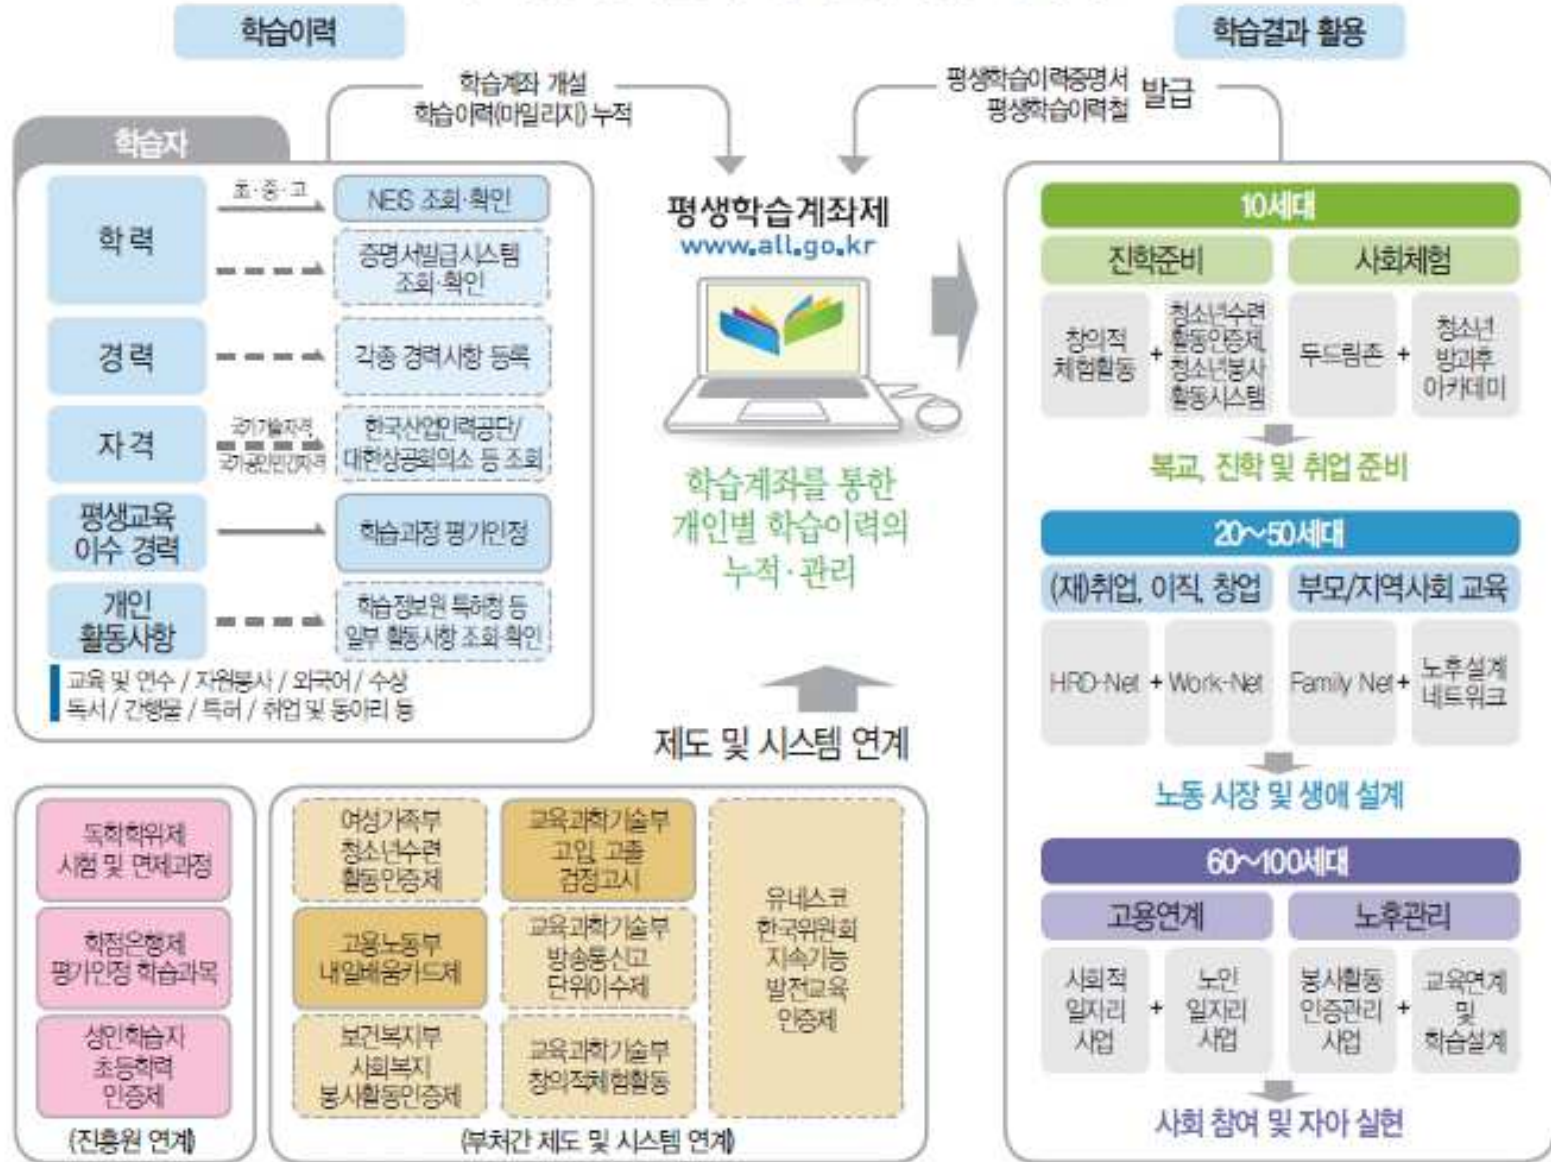 학습이력
학습결과 활용
학습계좌 개설
학습이력(마일리지) 누적
평생학습이력증명서
평생학습이력철
발급
학습자
학력
초·중·고
NEIS 조회·확인
증명서발급시스템
조회·확인
경력
각종 경력사항 등록
자격
국가기술자격,
국가공인민간자격
한국산업인력공단/
대한상공회의소 등 조회
평생교육
이수 경력
학습과정 평가인정
개인
활동사항
학습정보원 특허청 등
일부 활동사항 조회·확인
교육 및 연수 / 자원봉사 / 외국어 / 수상
독서 / 간행물 / 특허 / 취업 및 동아리 등
평생학습계좌제
www.all.go.kr
학습계좌를 통한
개인별 학습이력의
누적·관리
제도 및 시스템 연계
독학학위제
시험 및 면제과정
학점은행제
평가인정 학습과목
성인학습자
초등학력
인증제
(진흥원 연계)
여성가족부
청소년수련
활동인증제
교육과학기술부
고입, 고졸
검정고시
고용노동부
내일배움카드제
교육과학기술부
방송통신고
단위이수제
보건복지부
사회복지
봉사활동인증제
교육과학기술부
창의적체험활동
유네스코
한국위원회
지속가능
발전교육
인증제
(부처간 제도 및 시스템 연계)
10세대
진학준비
사회체험
창의적
체험활동
+
청소년수련
활동인증제,
청소년봉사
활동시스템
두드림존
+
청소년
방과후
아카데미
복교, 진학 및 취업 준비
20~50세대
(재)취업, 이직, 창업
부모/지역사회 교육
HRD-Net + Work-Net
Family Net +
노후설계
네트워크
노동 시장 및 생애 설계
60~100세대
고용연계
노후관리
사회적
일자리
사업
+
노인
일자리
사업
봉사활동
인증관리
사업
+
교육연계
및
학습설계
사회 참여 및 자아 실현